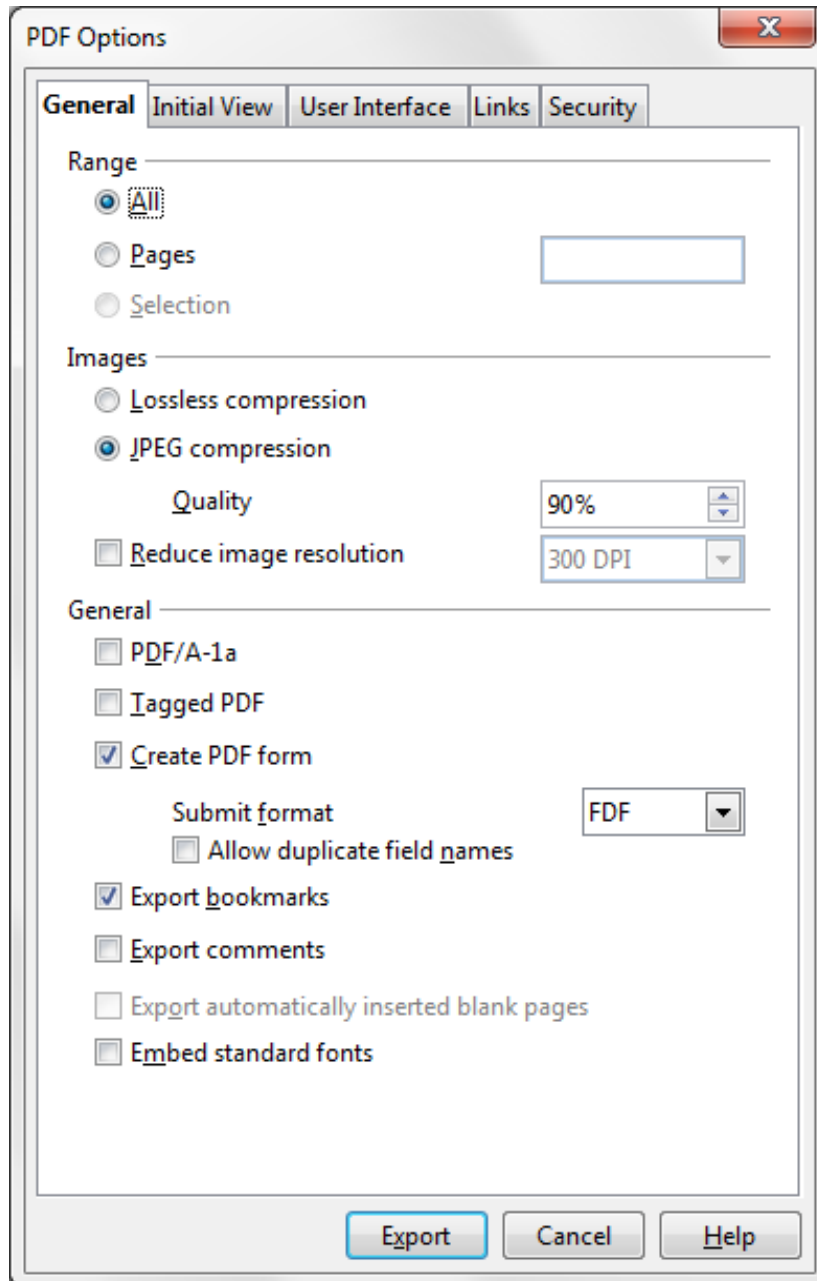 PDF Options
General Initial View User Interface Links Security
Range
All
Pages
Selection
Images
Lossless compression
JPEG compression
Quality 90%
Reduce image resolution 300 DPI
General
PDF/A-1a
Tagged PDF
Create PDF form
Submit format FDF
Allow duplicate field names
Export bookmarks
Export comments
Export automatically inserted blank pages
Embed standard fonts
Export Cancel Help